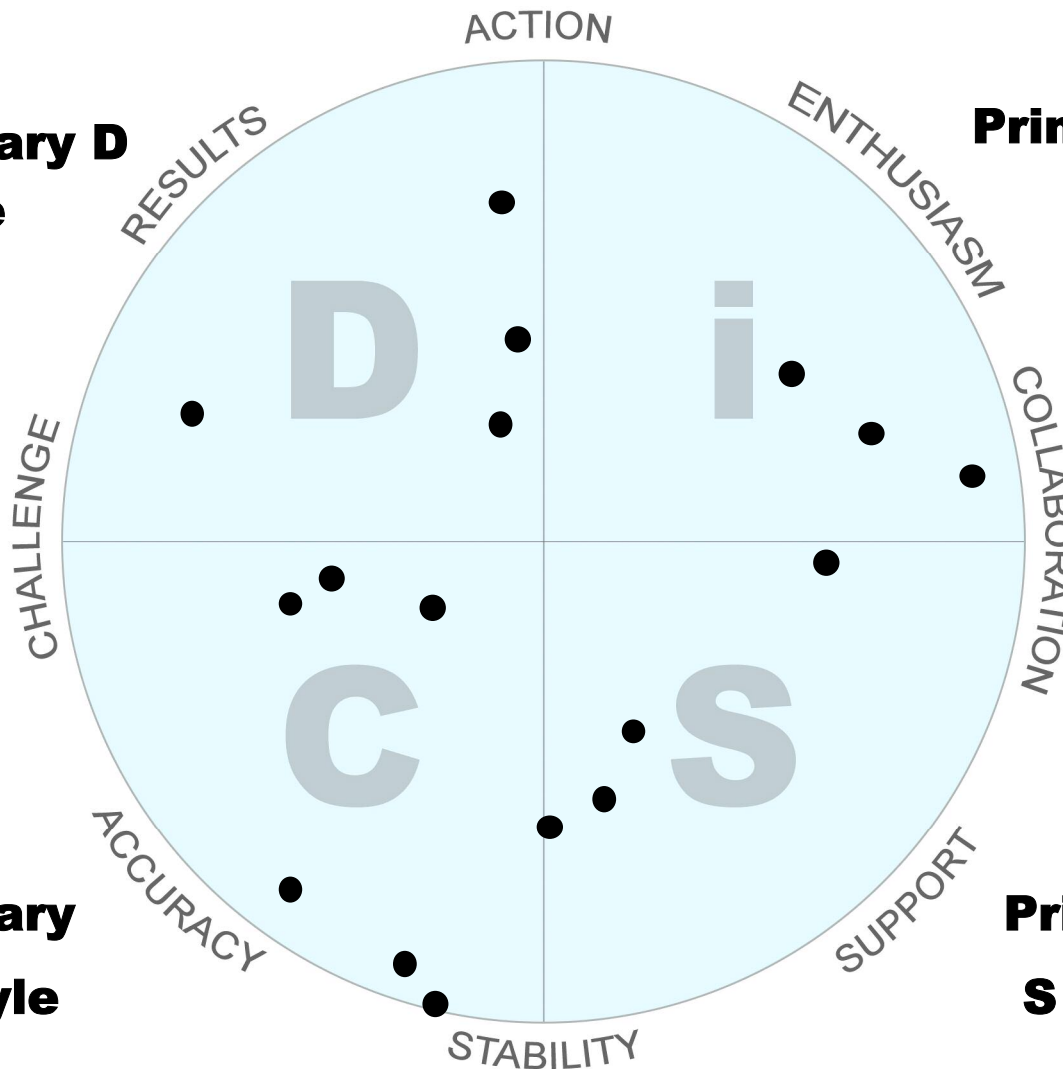 ACTION
ENTHUSIASM
RESULTS
ary D
e
Prin
D
i
COLLABORATION
CHALLENGE
C
S
ACCURACY
SUPPORT
ary
yle
Pri
S
STABILITY